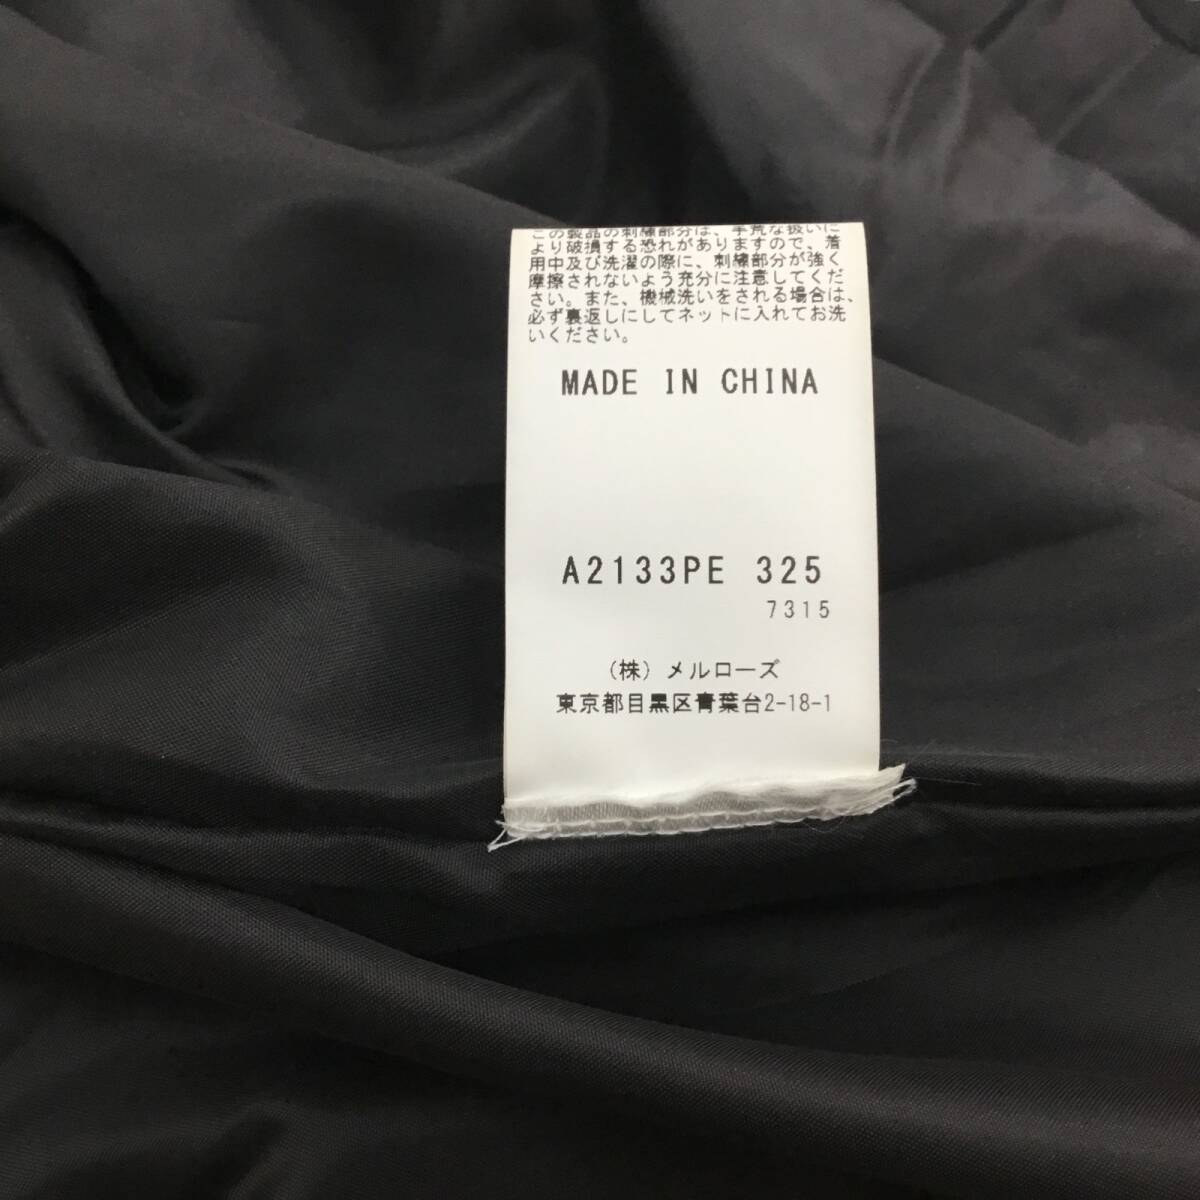 この製品の刺繍部分は、手荒な扱いに
より破損する恐れがありますので、着
用中及び洗濯の際に、刺繍部分が強く
摩擦されないよう充分に注意してくだ
さい。また、機械洗いをされる場合は、
必ず裏返しにしてネットに入れてお洗
いください。
MADE IN CHINA
A2133PE 325
7315
(株) メルローズ
東京都目黒区青葉台2-18-1